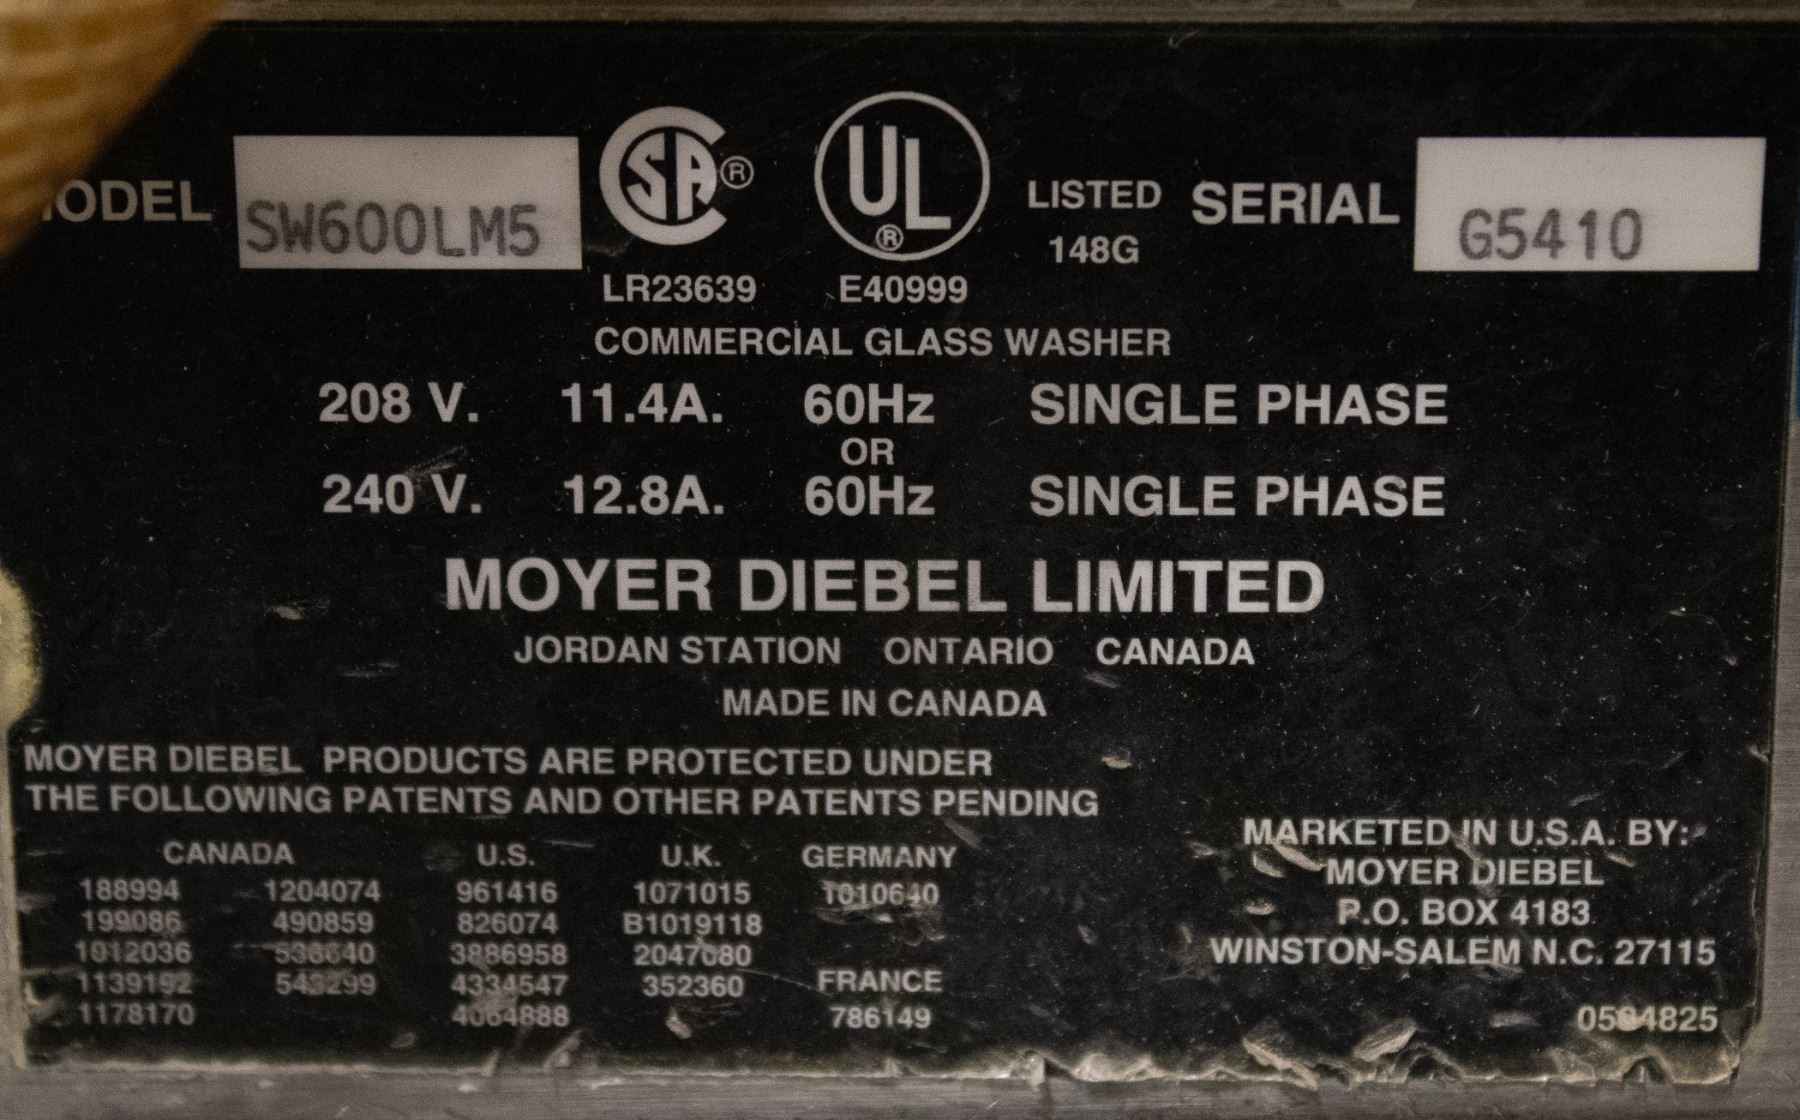 MODEL SW600LM5 CSA® UL® LISTED 148G SERIAL G5410
LR23639 E40999
COMMERCIAL GLASS WASHER
208 V. 11.4A. 60Hz SINGLE PHASE
OR
240 V. 12.8A. 60Hz SINGLE PHASE
MOYER DIEBEL LIMITED
JORDAN STATION ONTARIO CANADA
MADE IN CANADA
MOYER DIEBEL PRODUCTS ARE PROTECTED UNDER
THE FOLLOWING PATENTS AND OTHER PATENTS PENDING
CANADA U.S. U.K. GERMANY
188994 1204074 961416 1071015 1010640
199086 490859 826074 B1019118
1012036 3886958 2047080
1139192 543299 4334547 352360 FRANCE
1178170 4064888 786149
MARKETED IN U.S.A. BY:
MOYER DIEBEL
P.O. BOX 4183
WINSTON-SALEM N.C. 27115